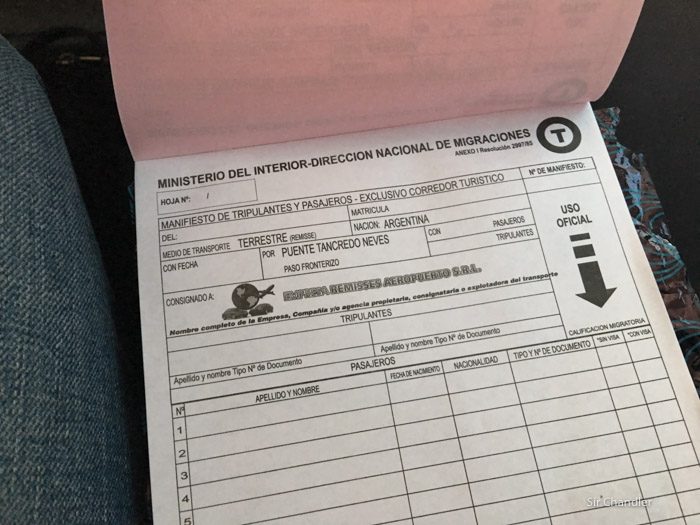 MINISTERIO DEL INTERIOR-DIRECCION NACIONAL DE MIGRACIONES
ANEXO I Resolución 2997/85
T
HOJA Nº: /
Nº DE MANIFIESTO:
MANIFIESTO DE TRIPULANTES Y PASAJEROS - EXCLUSIVO CORREDOR TURISTICO
DEL:
MATRICULA
MEDIO DE TRANSPORTE TERRESTRE (REMISSE)
NACION: ARGENTINA
CON FECHA
POR PUENTE TANCREDO NEVES
PASO FRONTERIZO
CON
PASAJEROS
TRIPULANTES
USO
OFICIAL
CONSIGNADO A:
EMPRESA REMISSES AEROPUERTO S.R.L.
Nombre completo de la Empresa, Compañía y/o agencia propietaria, consignataria o explotadora del transporte
TRIPULANTES
Apellido y nombre Tipo Nº de Documento
Apellido y nombre Tipo Nº de Documento
CALIFICACION MIGRATORIA
PASAJEROS
Nº
APELLIDO Y NOMBRE
FECHA DE NACIMIENTO
NACIONALIDAD
TIPO Y Nº DE DOCUMENTO
*SIN VISA
*CON VISA
1
2
3
4
5
Sir Chandler